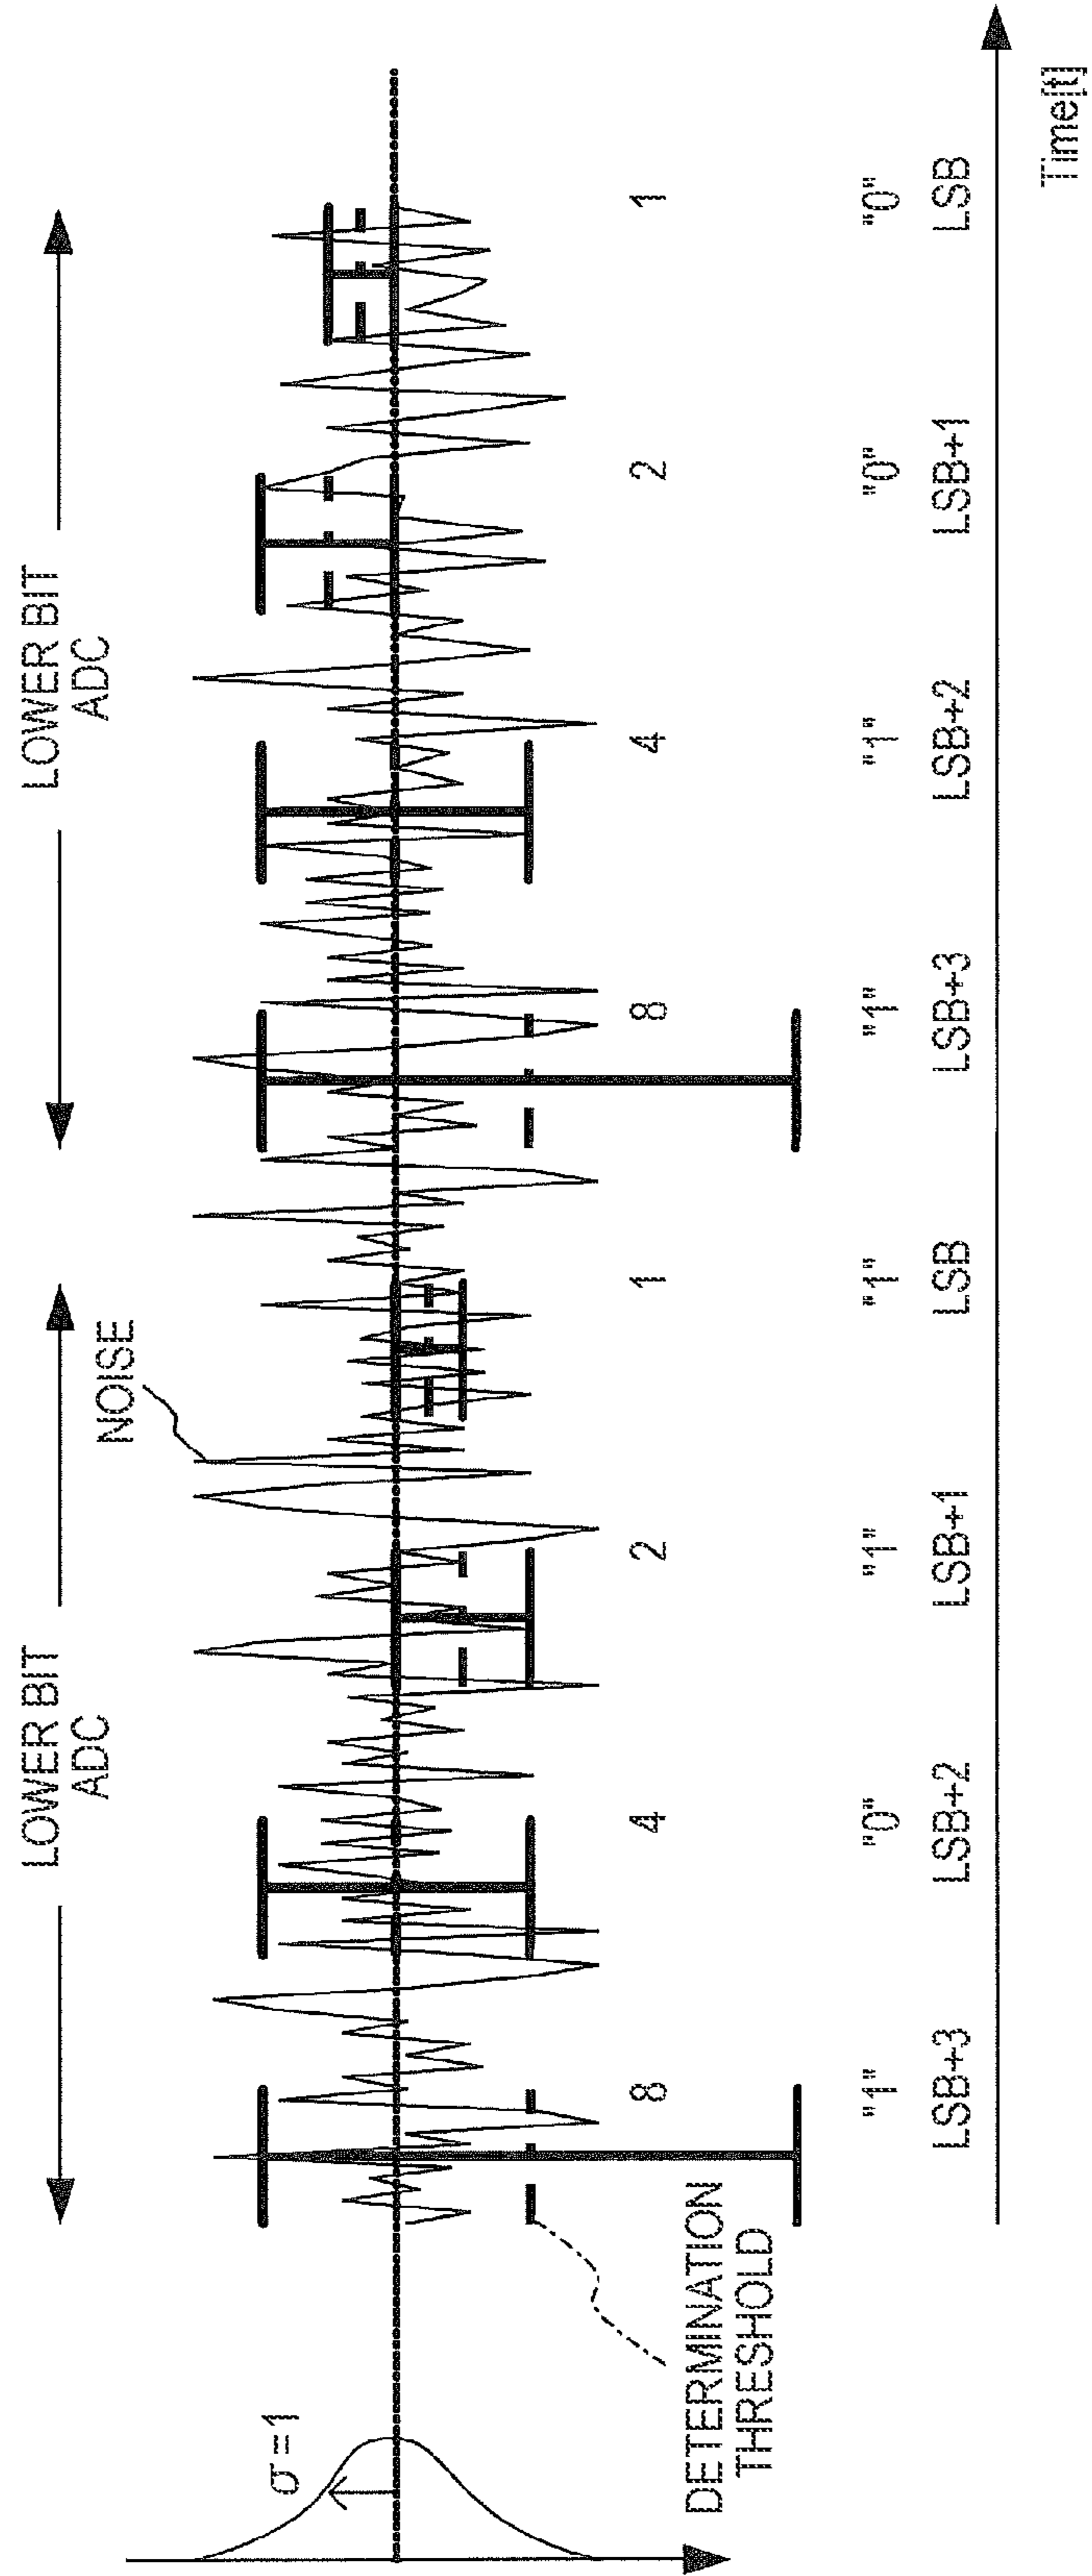 LOWER BIT
ADC
LOWER BIT
ADC
NOISE
σ=1
DETERMINATION
THRESHOLD
8 4 2 1 8 4 2 1
"1" "0" "1" "1" "1" "1" "0" "0"
LSB+3 LSB+2 LSB+1 LSB LSB+3 LSB+2 LSB+1 LSB
Time[t]